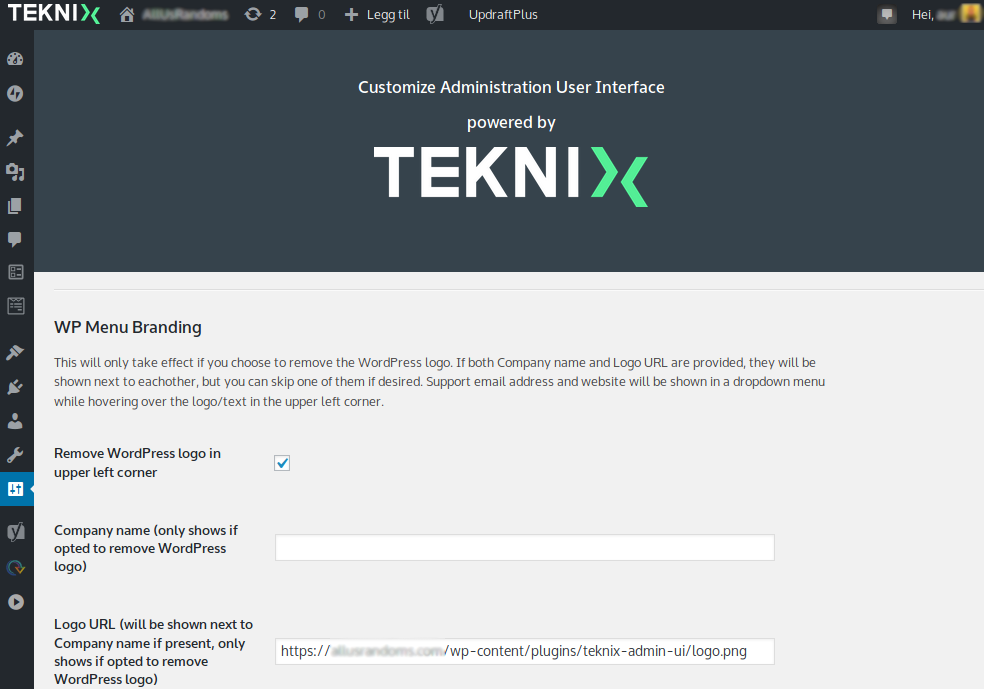 TEKNIX 2 0 Legg til UpdraftPlus Hei,
Customize Administration User Interface
powered by
TEKNIX
WP Menu Branding
This will only take effect if you choose to remove the WordPress logo. If both Company name and Logo URL are provided, they will be
shown next to eachother, but you can skip one of them if desired. Support email address and website will be shown in a dropdown menu
while hovering over the logo/text in the upper left corner.
Remove WordPress logo in
upper left corner
Company name (only shows if
opted to remove WordPress
logo)
Logo URL (will be shown next to
Company name if present, only
shows if opted to remove
WordPress logo)
https:// /wp-content/plugins/teknix-admin-ui/logo.png